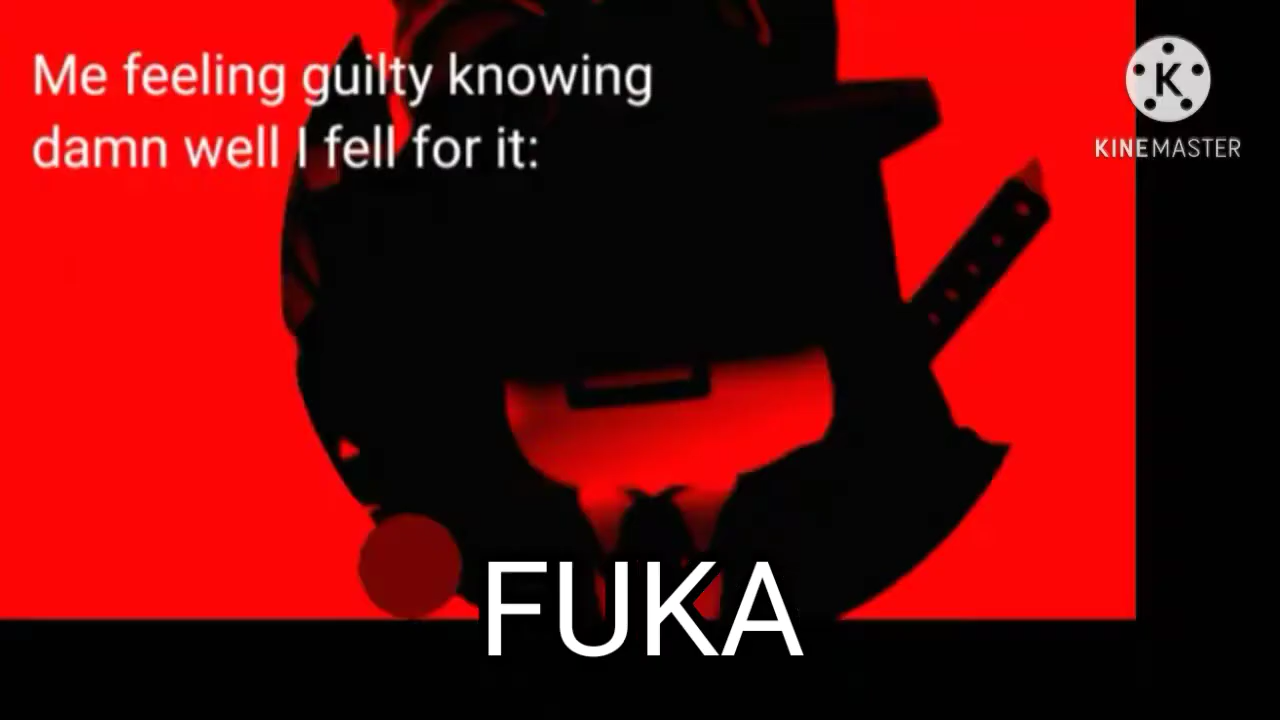 Me feeling guilty knowing
damn well I fell for it:
K
KINEMASTER
FUKA